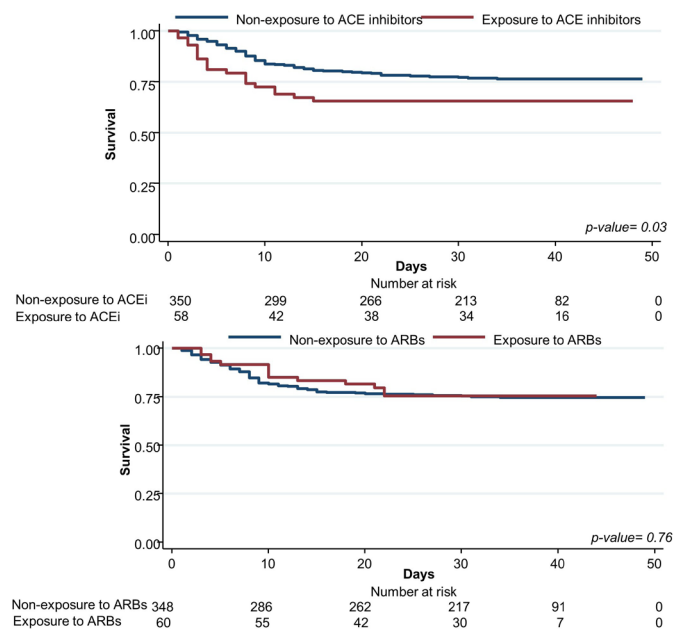 Non-exposure to ACE inhibitors Exposure to ACE inhibitors
1.00
0.75
0.50
0.25
0.00
Survival
p-value= 0.03
0 10 20 30 40 50
Days
Number at risk
Non-exposure to ACEi 350 299 266 213 82 0
Exposure to ACEi 58 42 38 34 16 0
Non-exposure to ARBs Exposure to ARBs
1.00
0.75
0.50
0.25
0.00
Survival
p-value= 0.76
0 10 20 30 40 50
Days
Number at risk
Non-exposure to ARBs 348 286 262 217 91 0
Exposure to ARBs 60 55 42 30 7 0